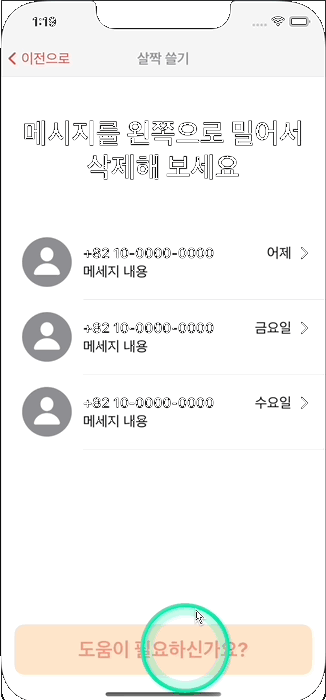 1:19
이전으로
살짝 쓸기
메시지를 왼쪽으로 밀어서
삭제해 보세요
+82 10-0000-0000
어제
메세지 내용
+82 10-0000-0000
금요일
메세지 내용
+82 10-0000-0000
수요일
메세지 내용
도움이 필요하신가요?